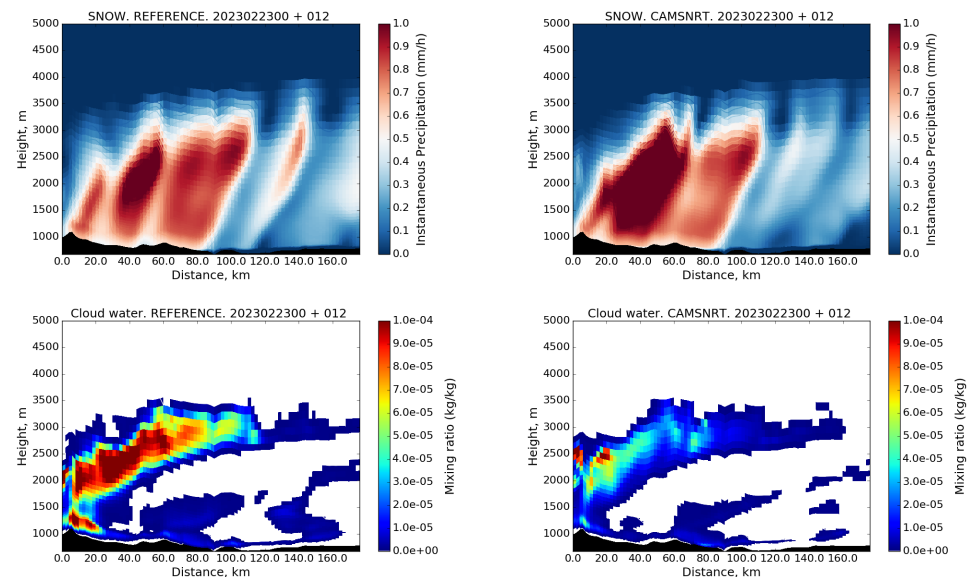 SNOW. REFERENCE. 2023022300 + 012
5000
4500
4000
3500
3000
2500
2000
1500
1000
Height, m
0.0 20.0 40.0 60.0 80.0 100.0 120.0 140.0 160.0
Distance, km
1.0
0.9
0.8
0.7
0.6
0.5
0.4
0.3
0.2
0.1
0.0
Instantaneous Precipitation (mm/h)
SNOW. CAMSNRT. 2023022300 + 012
5000
4500
4000
3500
3000
2500
2000
1500
1000
Height, m
0.0 20.0 40.0 60.0 80.0 100.0 120.0 140.0 160.0
Distance, km
1.0
0.9
0.8
0.7
0.6
0.5
0.4
0.3
0.2
0.1
0.0
Instantaneous Precipitation (mm/h)
Cloud water. REFERENCE. 2023022300 + 012
5000
4500
4000
3500
3000
2500
2000
1500
1000
Height, m
0.0 20.0 40.0 60.0 80.0 100.0 120.0 140.0 160.0
Distance, km
1.0e-04
9.0e-05
8.0e-05
7.0e-05
6.0e-05
5.0e-05
4.0e-05
3.0e-05
2.0e-05
1.0e-05
0.0e+00
Mixing ratio (kg/kg)
Cloud water. CAMSNRT. 2023022300 + 012
5000
4500
4000
3500
3000
2500
2000
1500
1000
Height, m
0.0 20.0 40.0 60.0 80.0 100.0 120.0 140.0 160.0
Distance, km
1.0e-04
9.0e-05
8.0e-05
7.0e-05
6.0e-05
5.0e-05
4.0e-05
3.0e-05
2.0e-05
1.0e-05
0.0e+00
Mixing ratio (kg/kg)